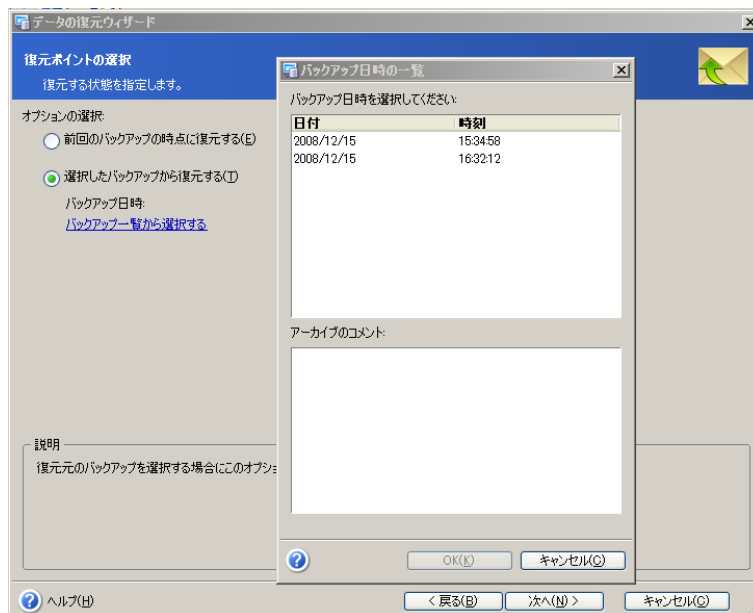 データの復元ウィザード
復元ポイントの選択
復元する状態を指定します。
オプションの選択:
前回のバックアップの時点に復元する(E)
選択したバックアップから復元する(T)
バックアップ日時:
バックアップ一覧から選択する
説明
復元元のバックアップを選択する場合にこのオプショ
ヘルプ(H)
< 戻る(B)
次へ(N) >
キャンセル(C)
バックアップ日時の一覧
バックアップ日時を選択してください:
日付 時刻
2008/12/15 15:34:58
2008/12/15 16:32:12
アーカイブのコメント:
OK(K)
キャンセル(C)